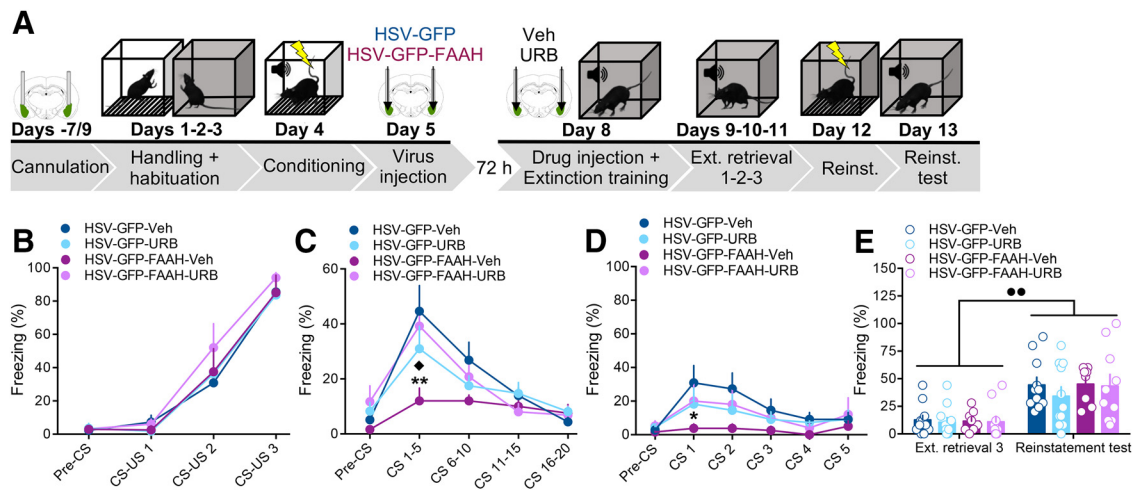 A
HSV-GFP
HSV-GFP-FAAH
Veh
URB
Days -7/9
Days 1-2-3
Day 4
Day 5
Day 8
Days 9-10-11
Day 12
Day 13
Cannulation
Handling +
habituation
Conditioning
Virus
injection
72 h
Drug injection +
Extinction training
Ext. retrieval
1-2-3
Reinst.
Reinst.
test
B
HSV-GFP-Veh
HSV-GFP-URB
HSV-GFP-FAAH-Veh
HSV-GFP-FAAH-URB
Freezing (%)
100
80
60
40
20
0
Pre-CS
CS-US 1
CS-US 2
CS-US 3
C
HSV-GFP-Veh
HSV-GFP-URB
HSV-GFP-FAAH-Veh
HSV-GFP-FAAH-URB
Freezing (%)
60
40
20
0
◆
**
Pre-CS
CS 1-5
CS 6-10
CS 11-15
CS 16-20
D
HSV-GFP-Veh
HSV-GFP-URB
HSV-GFP-FAAH-Veh
HSV-GFP-FAAH-URB
Freezing (%)
100
80
60
40
20
0
*
Pre-CS
CS 1
CS 2
CS 3
CS 4
CS 5
E
HSV-GFP-Veh
HSV-GFP-URB
HSV-GFP-FAAH-Veh
HSV-GFP-FAAH-URB
Freezing (%)
150
125
100
75
50
25
0
●●
Ext. retrieval 3
Reinstatement test